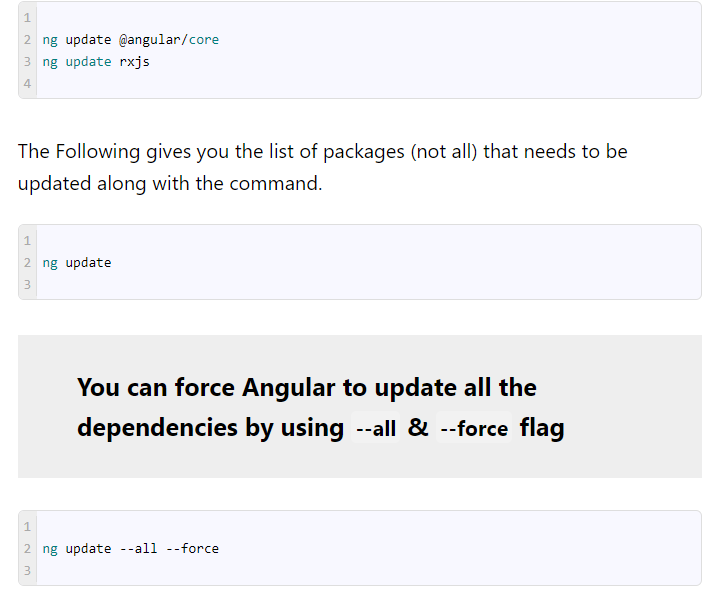 1
2 ng update @angular/core
3 ng update rxjs
4
The Following gives you the list of packages (not all) that needs to be
updated along with the command.
1
2 ng update
3
You can force Angular to update all the
dependencies by using --all & --force flag
1
2 ng update --all --force
3